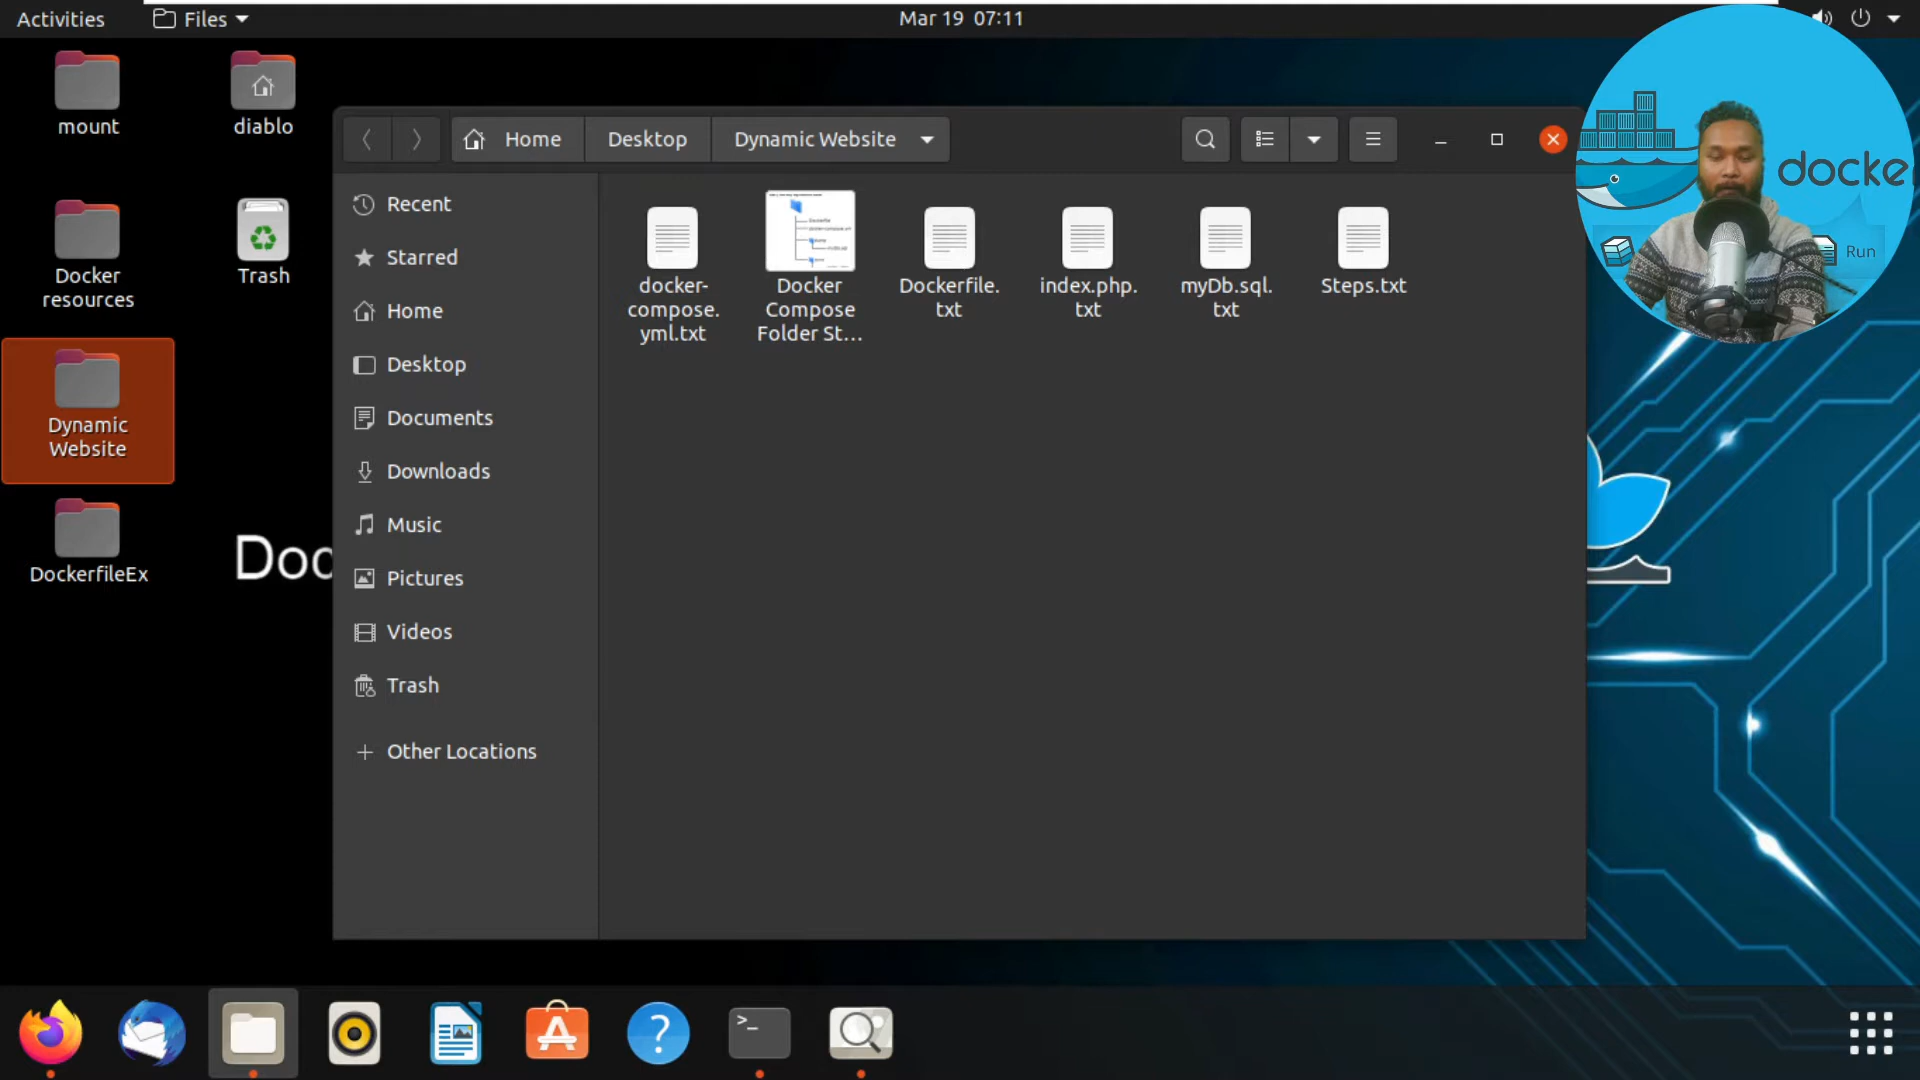 Activities
Files
Mar 19 07:11
mount
diablo
Docker
resources
Trash
Dynamic
Website
DockerfileEx
Doc
Home
Desktop
Dynamic Website
Recent
Starred
Home
Desktop
Documents
Downloads
Music
Pictures
Videos
Trash
Other Locations
docker-
compose.
yml.txt
Docker
Compose
Folder St...
Dockerfile.
txt
index.php.
txt
myDb.sql.
txt
Steps.txt
docke
Run